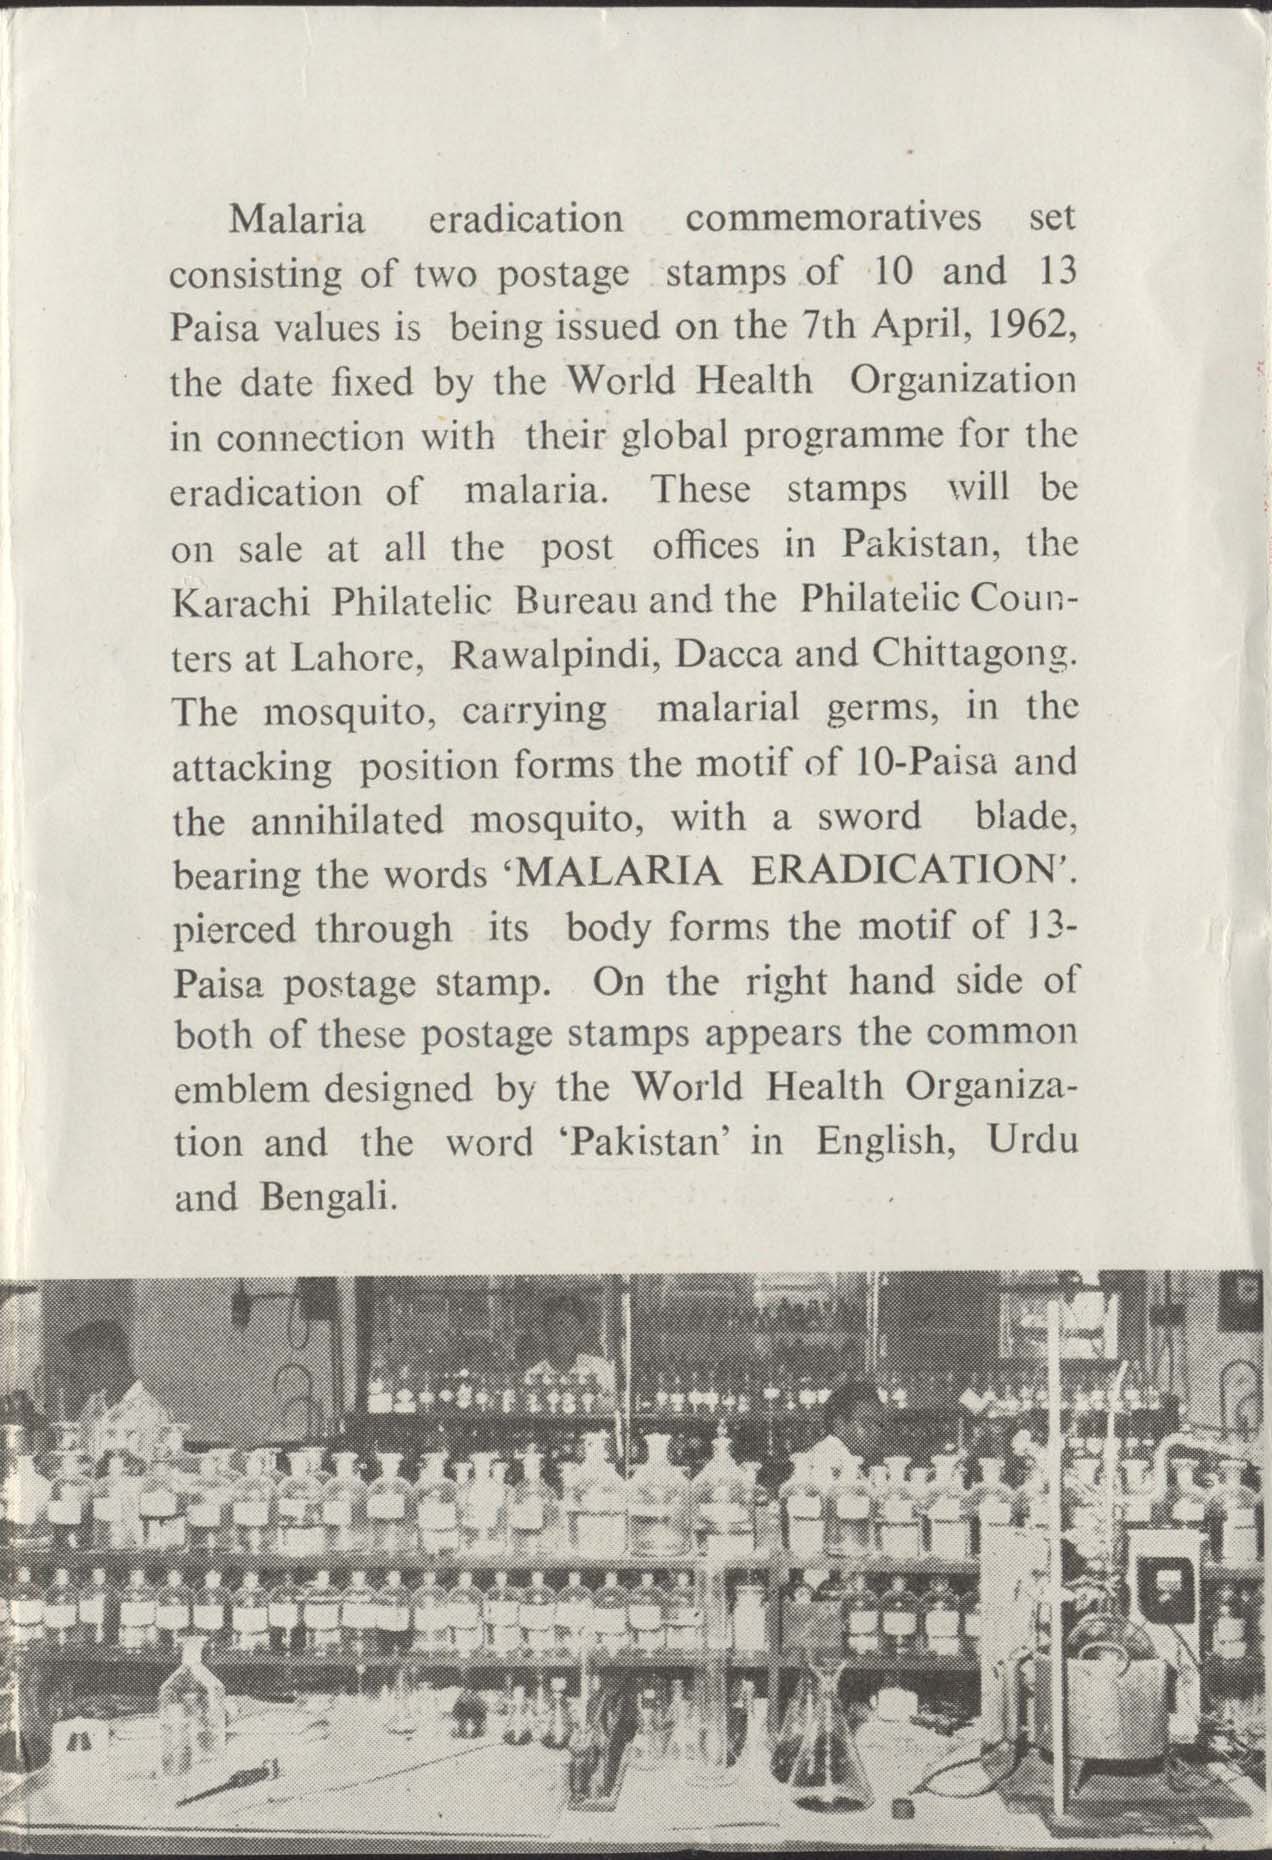 Malaria eradication commemoratives set
consisting of two postage stamps of 10 and 13
Paisa values is being issued on the 7th April, 1962,
the date fixed by the World Health Organization
in connection with their global programme for the
eradication of malaria. These stamps will be
on sale at all the post offices in Pakistan, the
Karachi Philatelic Bureau and the Philatelic Coun-
ters at Lahore, Rawalpindi, Dacca and Chittagong.
The mosquito, carrying malarial germs, in the
attacking position forms the motif of 10-Paisa and
the annihilated mosquito, with a sword blade,
bearing the words ‘MALARIA ERADICATION’.
pierced through its body forms the motif of 13-
Paisa postage stamp. On the right hand side of
both of these postage stamps appears the common
emblem designed by the World Health Organiza-
tion and the word ‘Pakistan’ in English, Urdu
and Bengali.